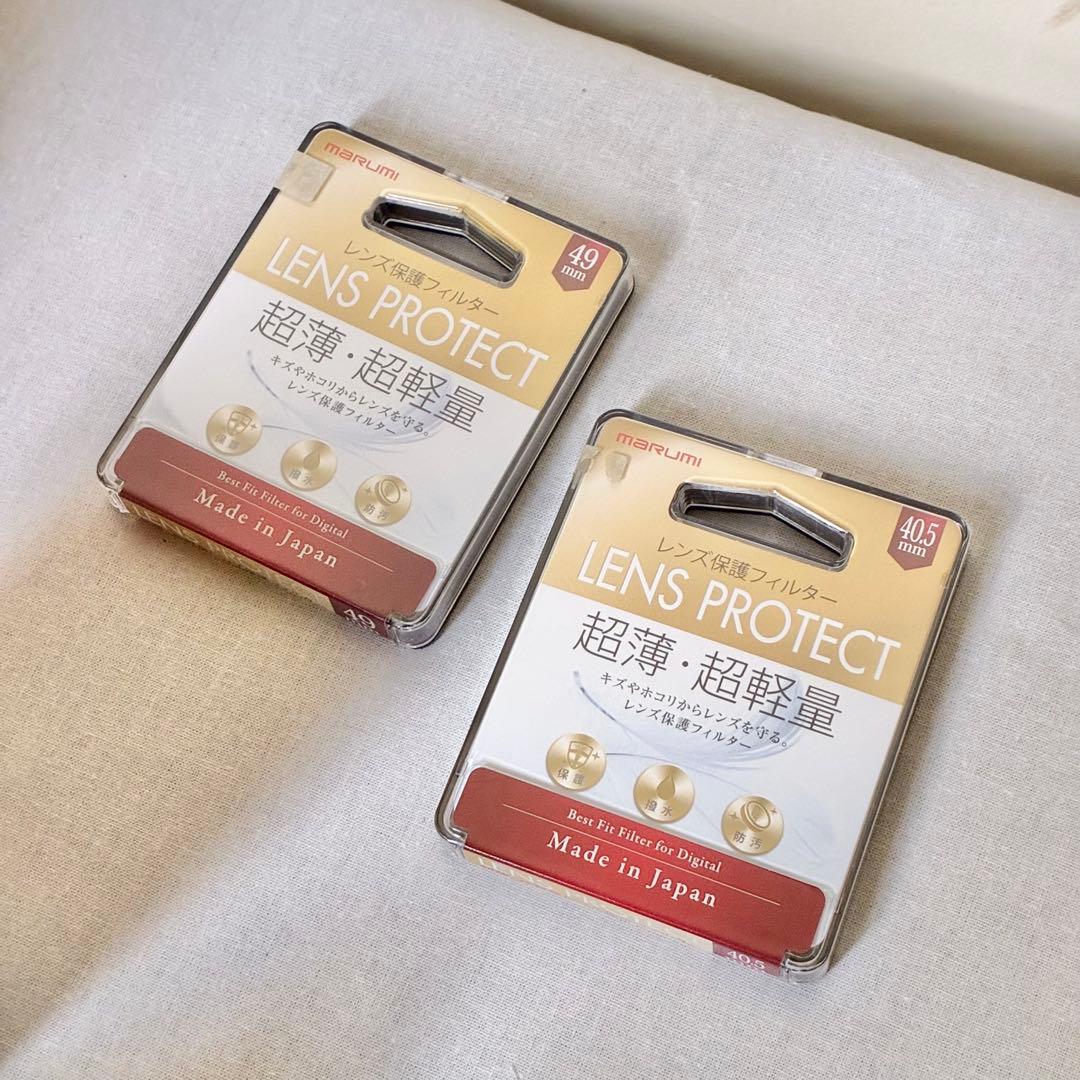 marumi
49
mm
レンズ保護フィルター
LENS PROTECT
超薄・超軽量
キズやホコリからレンズを守る。
レンズ保護フィルター
保護
撥水
防汚
Best Fit Filter for Digital
Made in Japan
49
marumi
40.5
mm
レンズ保護フィルター
LENS PROTECT
超薄・超軽量
キズやホコリからレンズを守る。
レンズ保護フィルター
保護
撥水
防汚
Best Fit Filter for Digital
Made in Japan
40.5